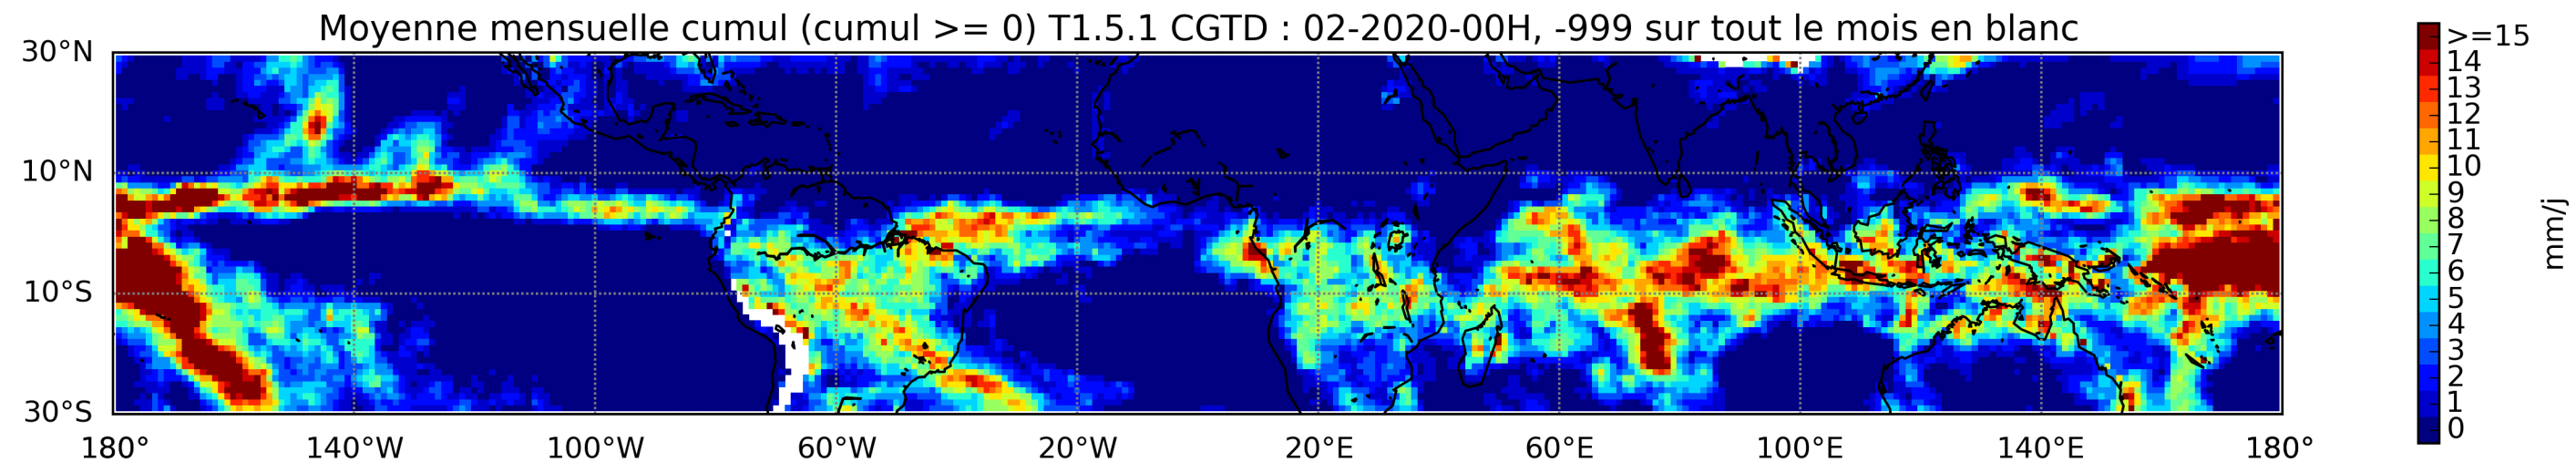 Moyenne mensuelle cumul (cumul >= 0) T1.5.1 CGTD : 02-2020-00H, -999 sur tout le mois en blanc
30°N
10°N
10°S
30°S
180° 140°W 100°W 60°W 20°W 20°E 60°E 100°E 140°E 180°
>=15
14
13
12
11
10
9
8
7
6
5
4
3
2
1
0
mm/j